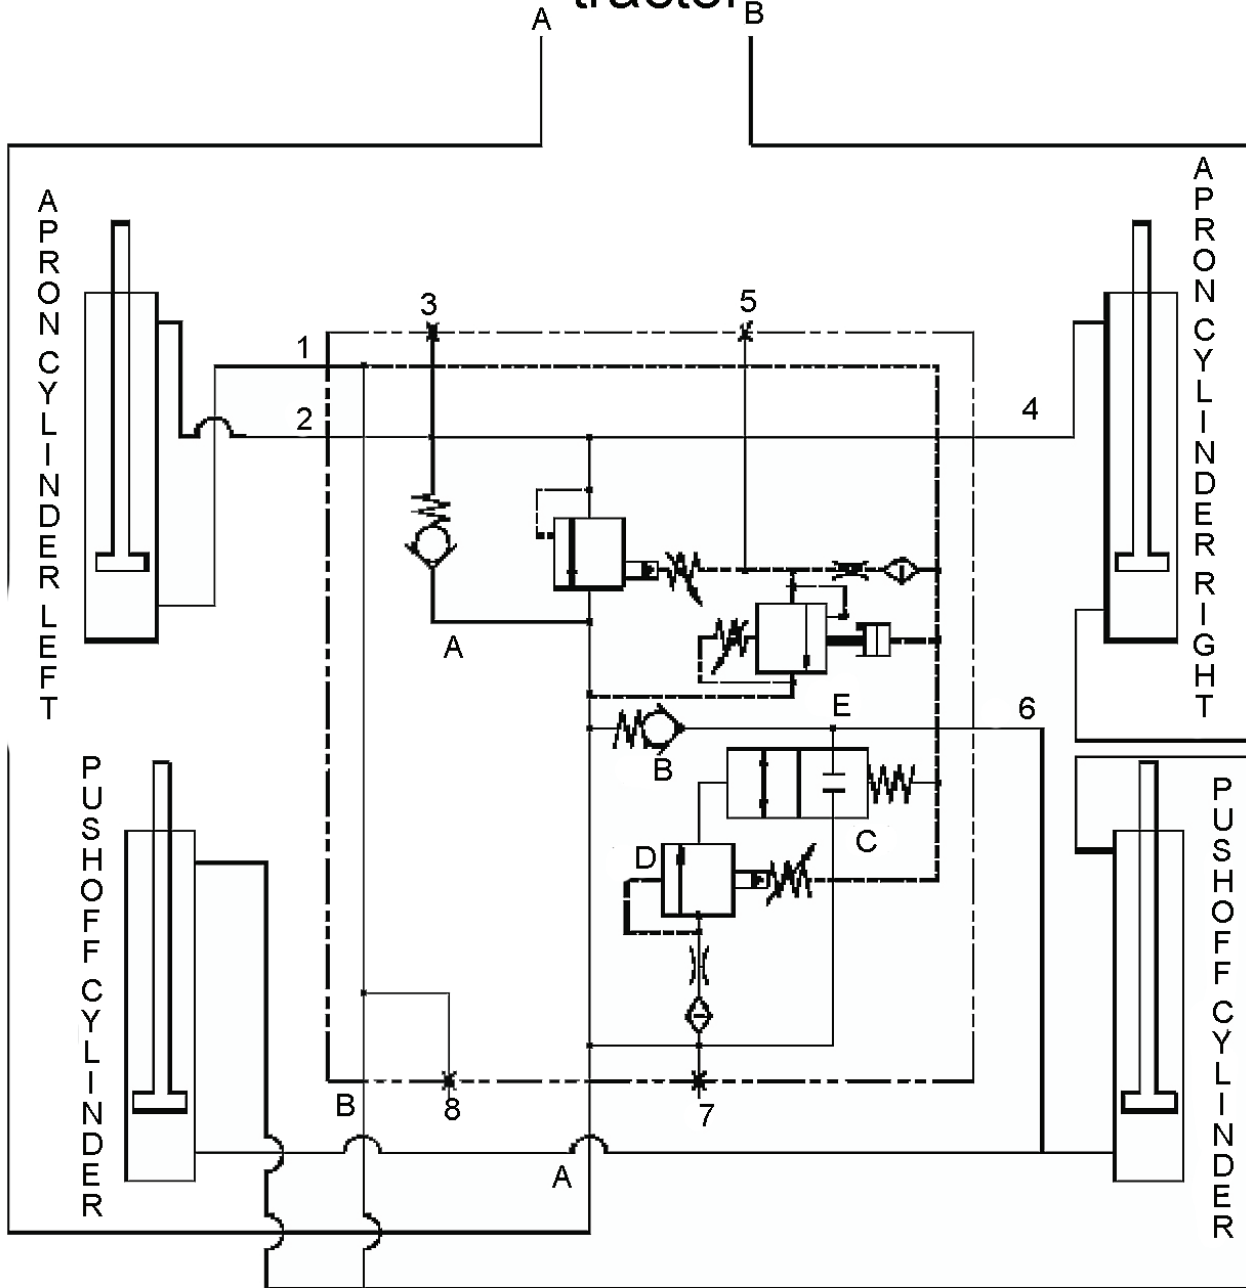 tractor
A
B
APRON CYLINDER LEFT
APRON CYLINDER RIGHT
3
5
1
2
4
A
E
6
B
C
D
PUSHOFF CYLINDER
PUSHOFF CYLINDER
B
8
7
A